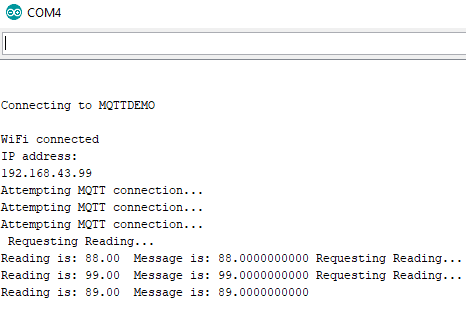 COM4
Connecting to MQTTDEMO
WiFi connected
IP address:
192.168.43.99
Attempting MQTT connection...
Attempting MQTT connection...
Attempting MQTT connection...
Requesting Reading...
Reading is: 88.00  Message is: 88.0000000000 Requesting Reading...
Reading is: 99.00  Message is: 99.0000000000 Requesting Reading...
Reading is: 89.00  Message is: 89.0000000000